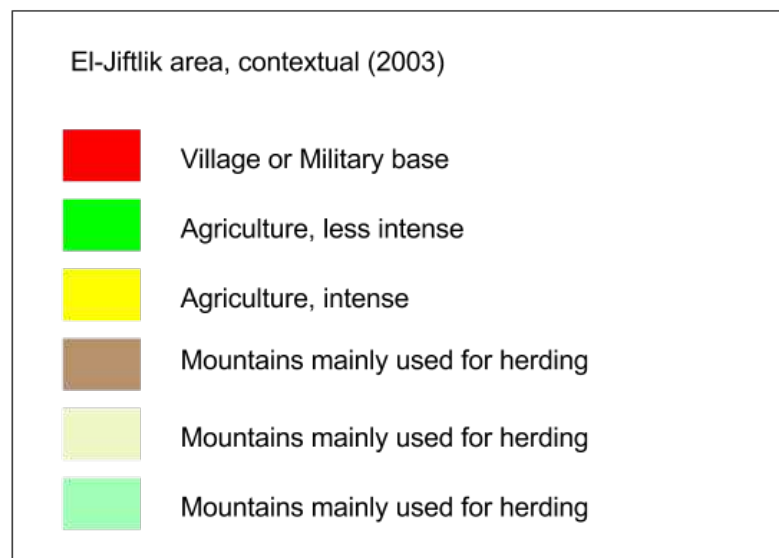 El-Jiftlik area, contextual (2003)
Village or Military base
Agriculture, less intense
Agriculture, intense
Mountains mainly used for herding
Mountains mainly used for herding
Mountains mainly used for herding